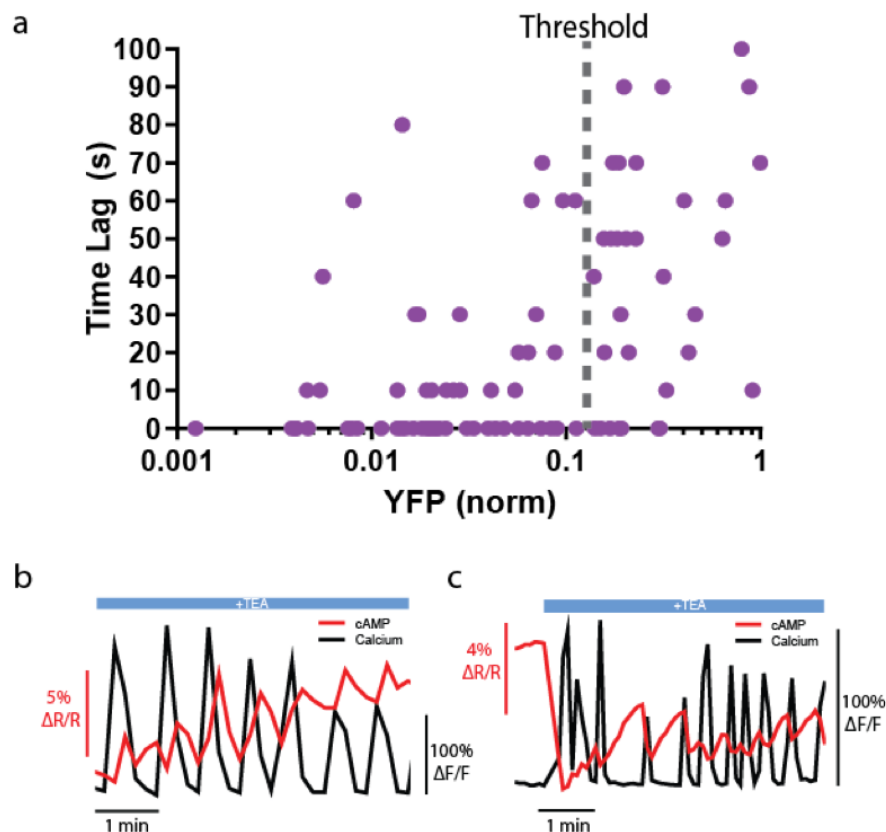 a
Threshold
100
90
80
70
60
50
40
30
20
10
0
Time Lag (s)
0.001 0.01 0.1 1
YFP (norm)
b
+TEA
cAMP
Calcium
5%
ΔR/R
100%
ΔF/F
1 min
c
+TEA
cAMP
Calcium
4%
ΔR/R
100%
ΔF/F
1 min